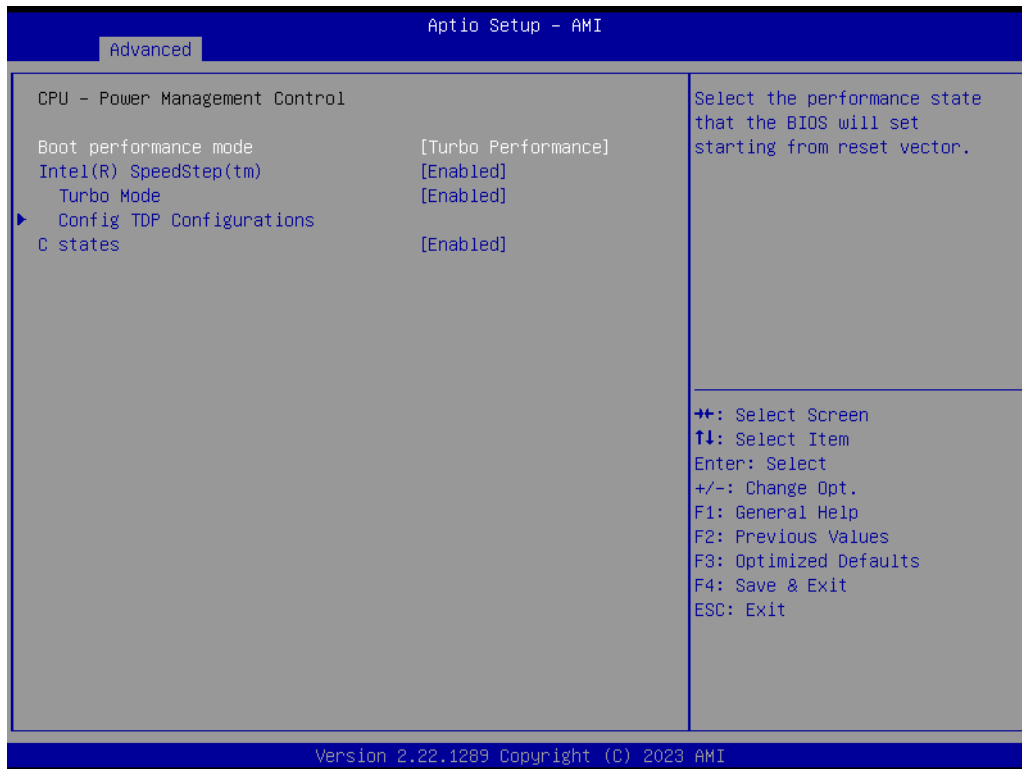 Aptio Setup – AMI
Advanced
CPU – Power Management Control
Boot performance mode [Turbo Performance]
Intel(R) SpeedStep(tm) [Enabled]
Turbo Mode [Enabled]
Config TDP Configurations
C states [Enabled]
Select the performance state
that the BIOS will set
starting from reset vector.
→←: Select Screen
↑↓: Select Item
Enter: Select
+/-: Change Opt.
F1: General Help
F2: Previous Values
F3: Optimized Defaults
F4: Save & Exit
ESC: Exit
Version 2.22.1289 Copyright (C) 2023 AMI